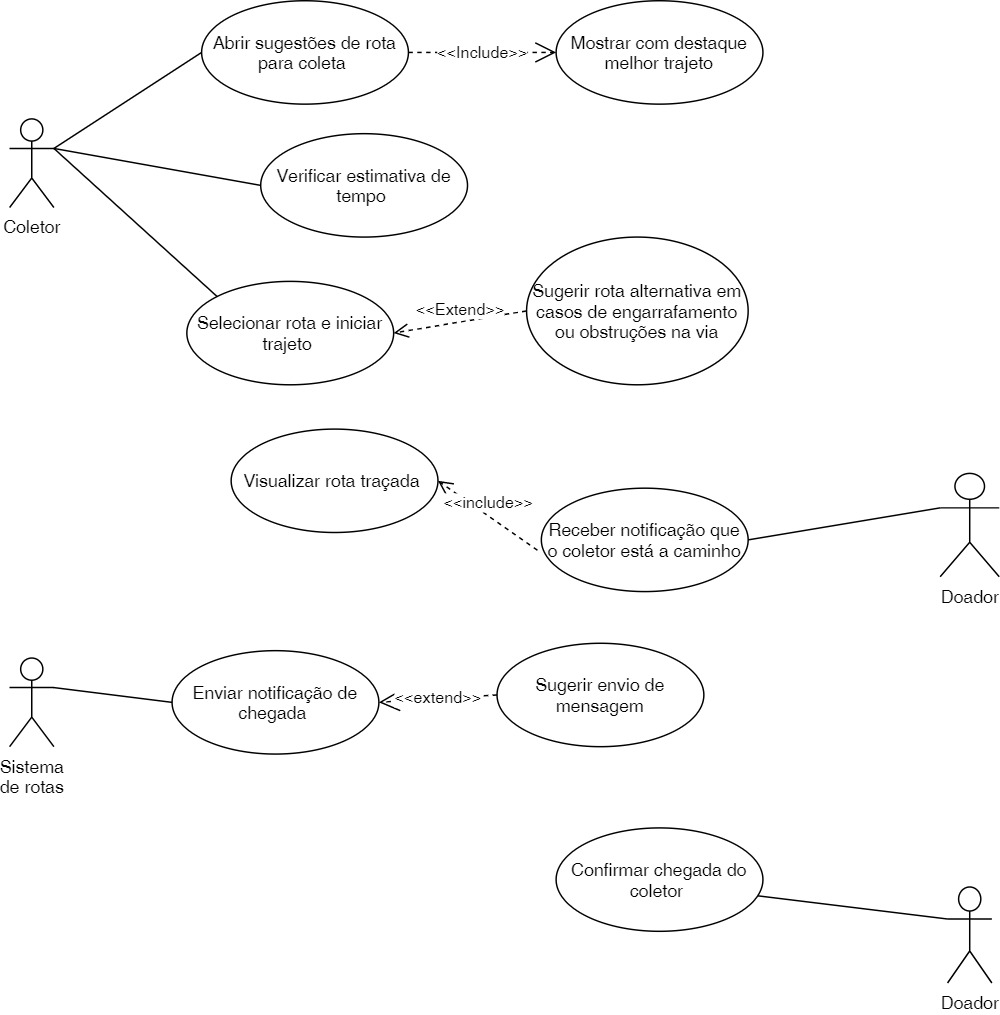 Abrir sugestões de rota
para coleta
<<Include>>
Mostrar com destaque
melhor trajeto
Coletor
Verificar estimativa de
tempo
Selecionar rota e iniciar
trajeto
<<Extend>>
Sugerir rota alternativa em
casos de engarrafamento
ou obstruções na via
Visualizar rota traçada
<<include>>
Receber notificação que
o coletor está a caminho
Doador
Sistema
de rotas
Enviar notificação de
chegada
<<extend>>
Sugerir envio de
mensagem
Confirmar chegada do
coletor
Doador